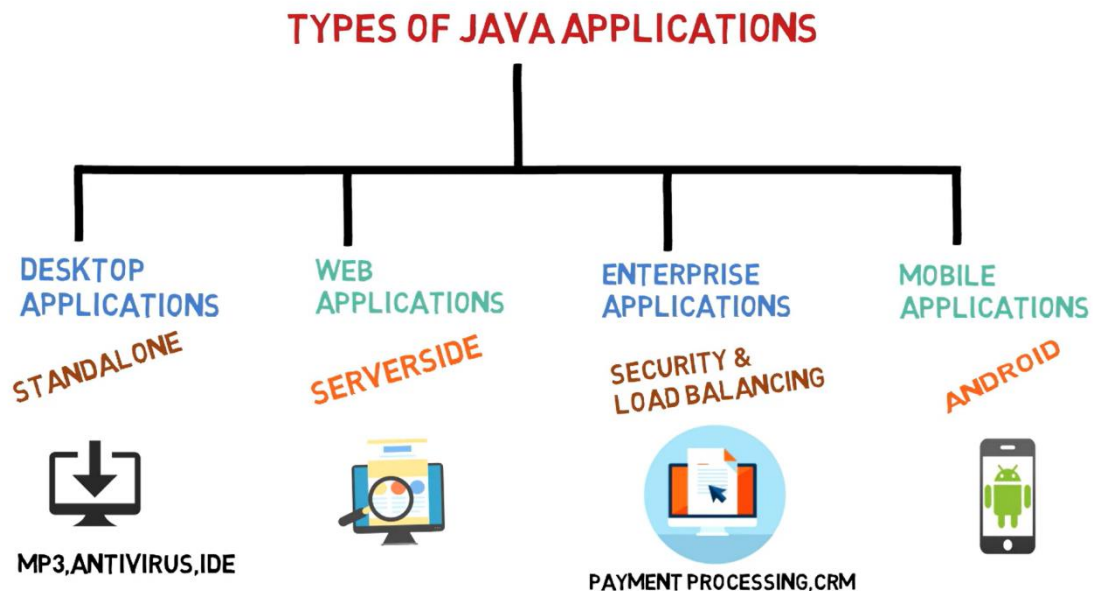 TYPES OF JAVA APPLICATIONS
DESKTOP
APPLICATIONS
STANDALONE
MP3,ANTIVIRUS,IDE
WEB
APPLICATIONS
SERVERSIDE
ENTERPRISE
APPLICATIONS
SECURITY &
LOAD BALANCING
PAYMENT PROCESSING,CRM
MOBILE
APPLICATIONS
ANDROID